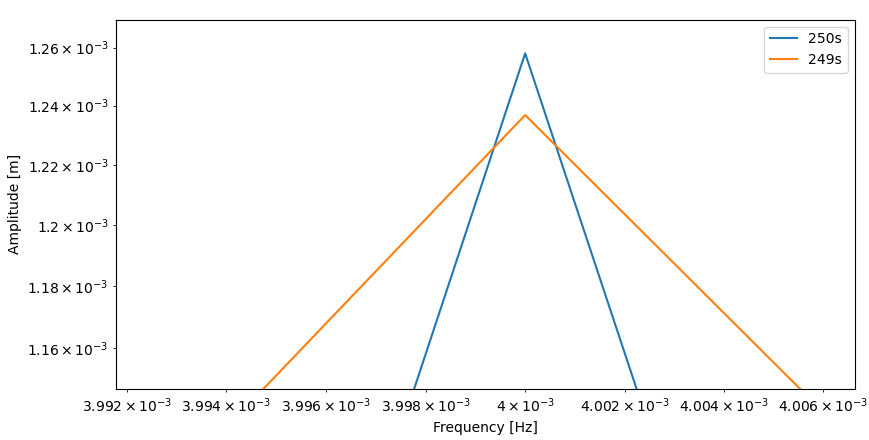 1.26 × 10⁻³
1.24 × 10⁻³
1.22 × 10⁻³
1.2 × 10⁻³
1.18 × 10⁻³
1.16 × 10⁻³
Amplitude [m]
250s
249s
3.992 × 10⁻³ 3.994 × 10⁻³ 3.996 × 10⁻³ 3.998 × 10⁻³ 4 × 10⁻³ 4.002 × 10⁻³ 4.004 × 10⁻³ 4.006 × 10⁻³
Frequency [Hz]